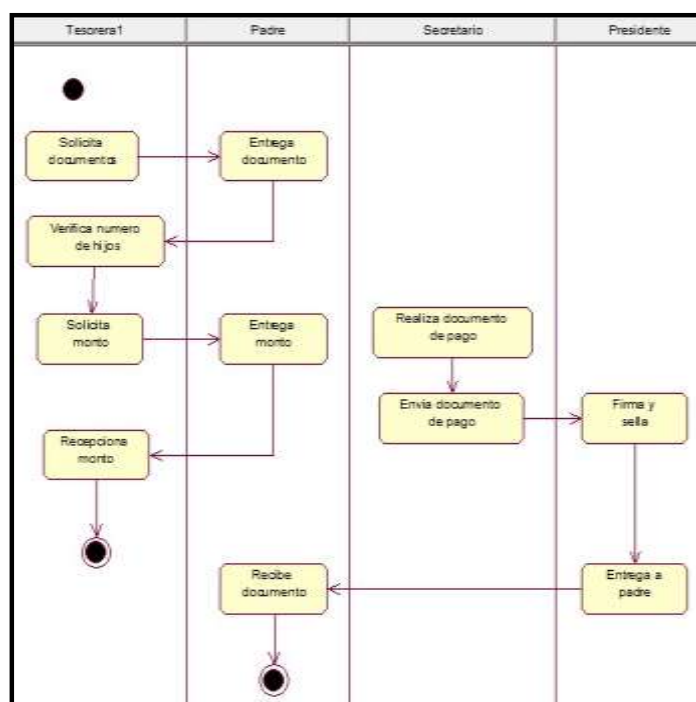 Tesorera1
Padre
Secretario
Presidente
Solicita
documentos
Entrega
documento
Verifica numero
de hijos
Solicita
monto
Entrega
monto
Realiza documento
de pago
Envia documento
de pago
Firma y
sella
Recepciona
monto
Recibe
documento
Entrega a
padre